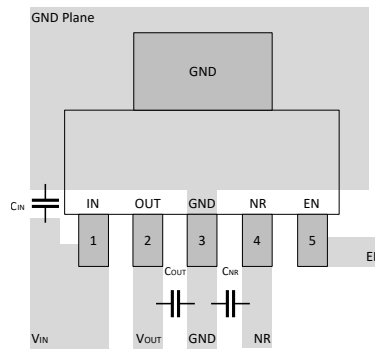 GND Plane
GND
CIN
IN OUT GND NR EN
1 2 3 4 5
E
COUT CNR
VIN VOUT GND NR